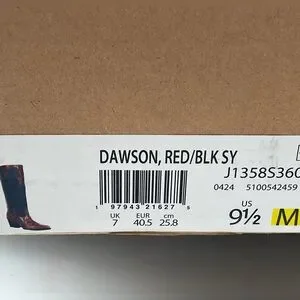 DAWSON, RED/BLK SY
J1358S360
0424 5100542459
1 97943 21627 5
UK EUR cm
7 40.5 25.8
US
9½ M